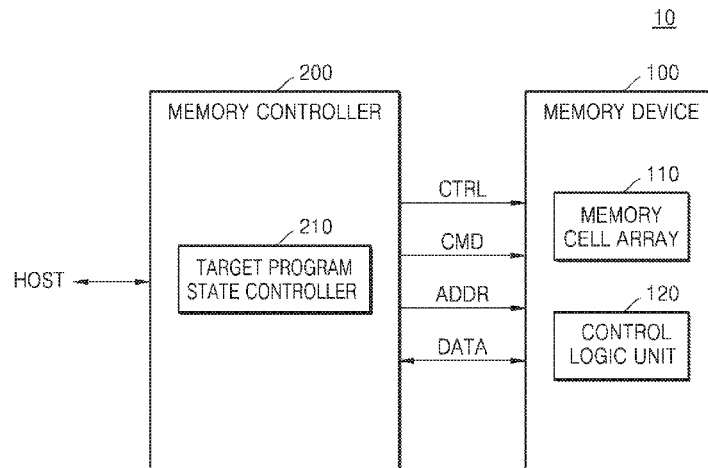 10
200
100
MEMORY CONTROLLER
MEMORY DEVICE
CTRL
110
MEMORY
CELL ARRAY
210
CMD
TARGET PROGRAM
STATE CONTROLLER
HOST
ADDR
120
DATA
CONTROL
LOGIC UNIT